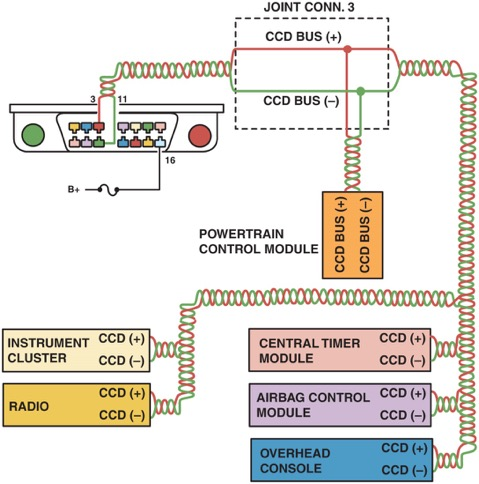 JOINT CONN. 3
CCD BUS (+)
CCD BUS (–)
3
11
16
B+
POWERTRAIN
CONTROL MODULE
CCD BUS (+)
CCD BUS (–)
INSTRUMENT
CLUSTER
CCD (+)
CCD (–)
RADIO
CCD (+)
CCD (–)
CENTRAL TIMER
MODULE
CCD (+)
CCD (–)
AIRBAG CONTROL
MODULE
CCD (+)
CCD (–)
OVERHEAD
CONSOLE
CCD (+)
CCD (–)